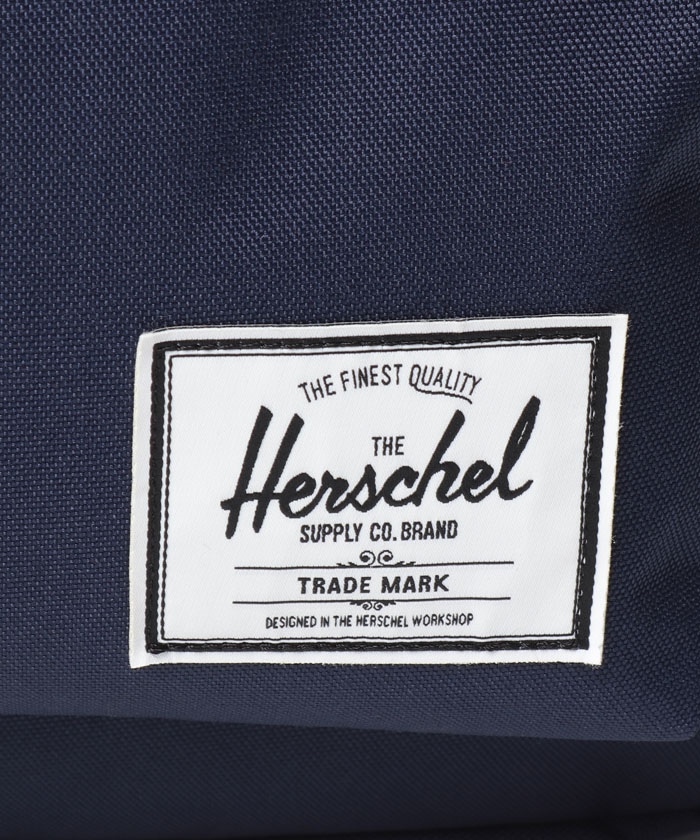 THE FINEST QUALITY
THE
Herschel
SUPPLY CO. BRAND
TRADE MARK
DESIGNED IN THE HERSCHEL WORKSHOP